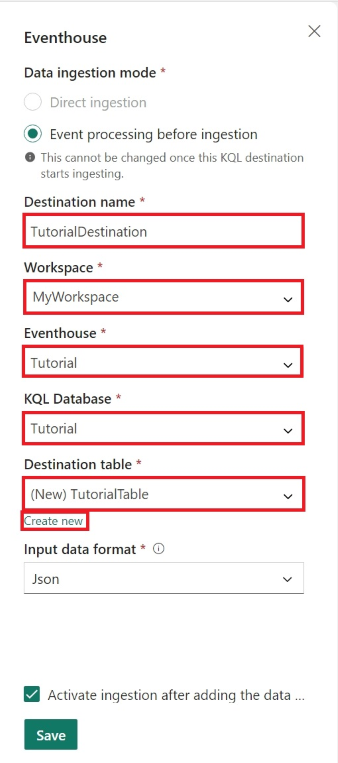 Eventhouse
Data ingestion mode *
Direct ingestion
Event processing before ingestion
This cannot be changed once this KQL destination
starts ingesting.
Destination name *
TutorialDestination
Workspace *
MyWorkspace
Eventhouse *
Tutorial
KQL Database *
Tutorial
Destination table *
(New) TutorialTable
Create new
Input data format *
Json
Activate ingestion after adding the data ...
Save